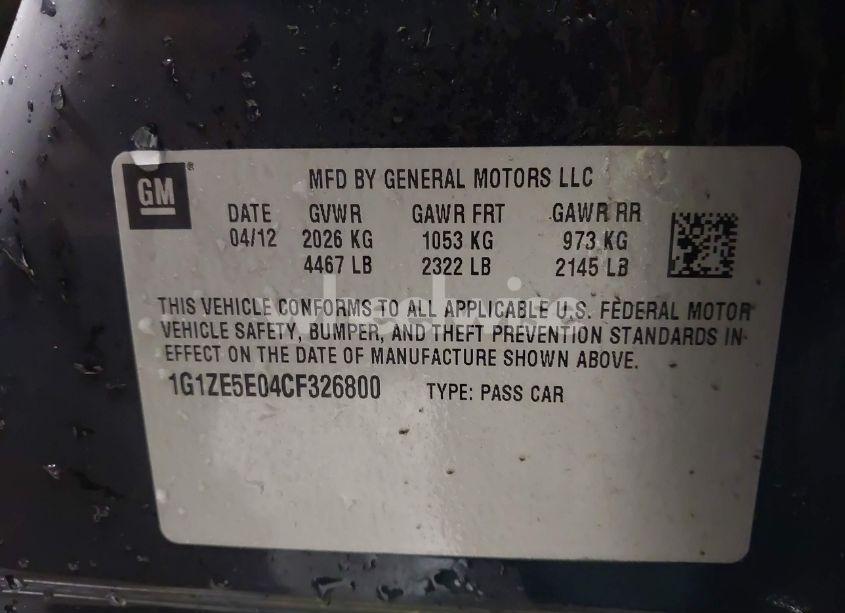 GM
MFD BY GENERAL MOTORS LLC
DATE GVWR GAWR FRT GAWR RR
04/12 2026 KG 1053 KG 973 KG
4467 LB 2322 LB 2145 LB
THIS VEHICLE CONFORMS TO ALL APPLICABLE U.S. FEDERAL MOTOR
VEHICLE SAFETY, BUMPER, AND THEFT PREVENTION STANDARDS IN
EFFECT ON THE DATE OF MANUFACTURE SHOWN ABOVE.
1G1ZE5E04CF326800 TYPE: PASS CAR